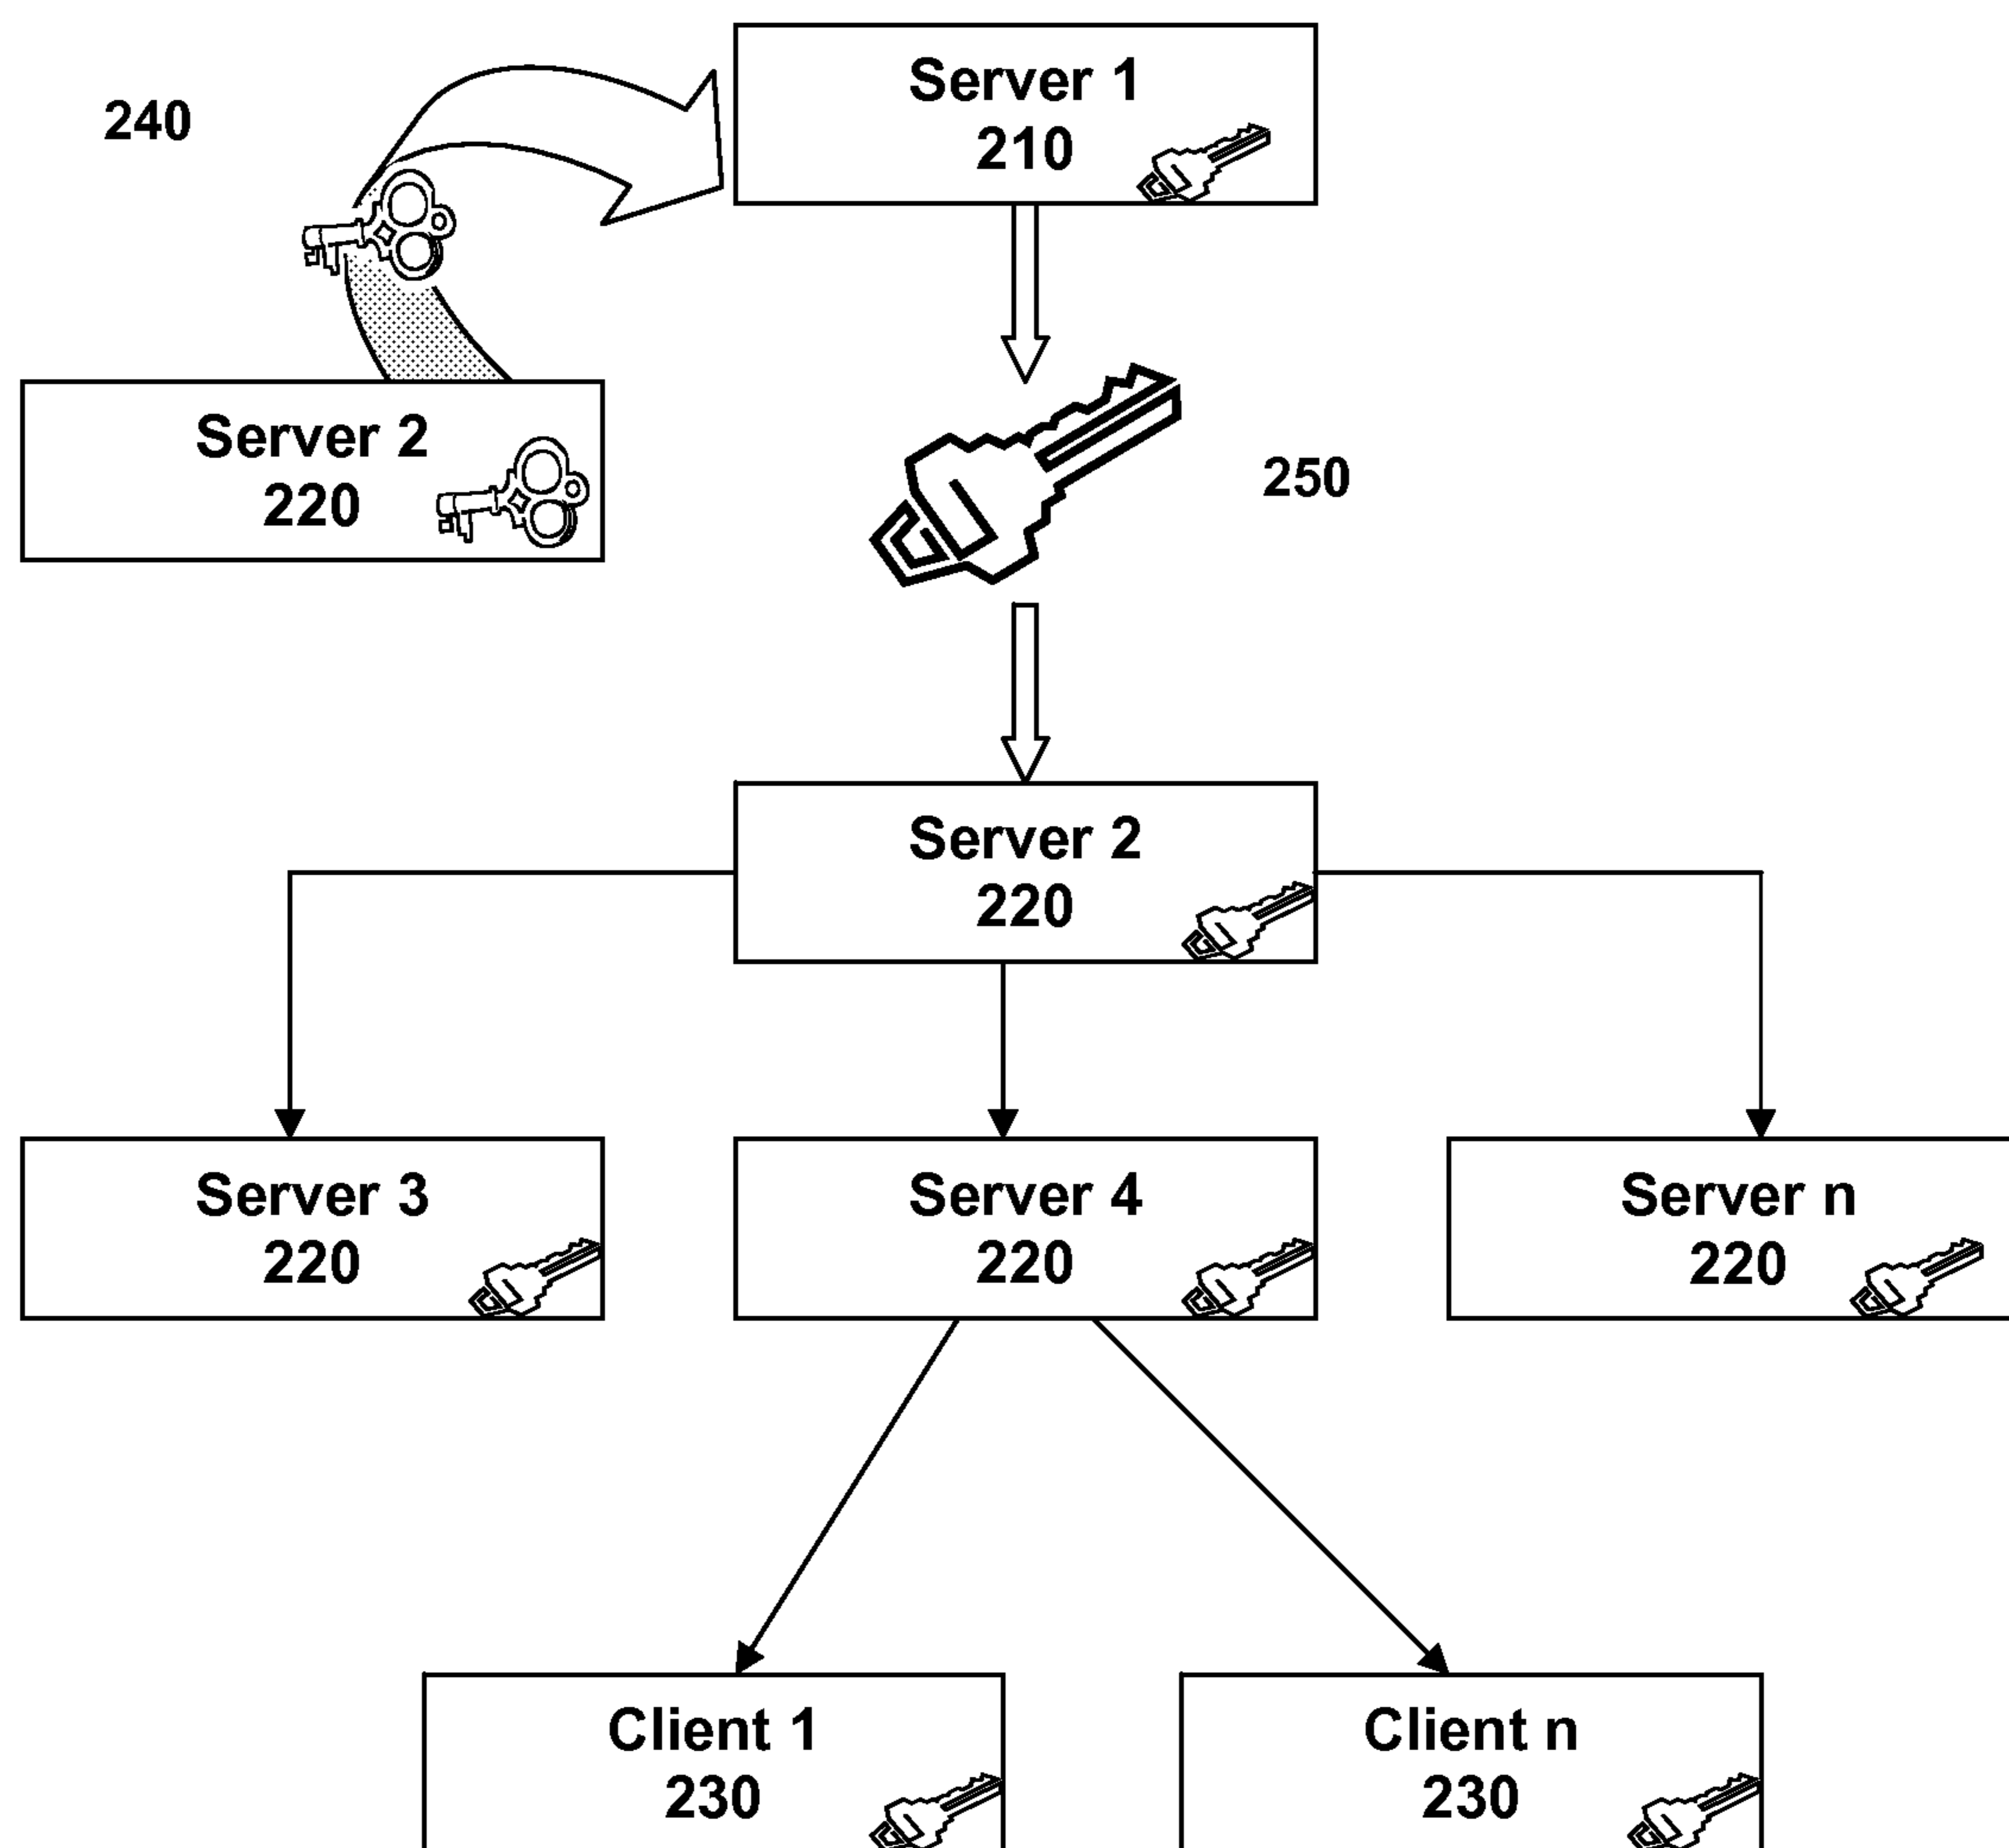 Server 1
210
240
Server 2
220
250
Server 2
220
Server 3
220
Server 4
220
Server n
220
Client 1
230
Client n
230